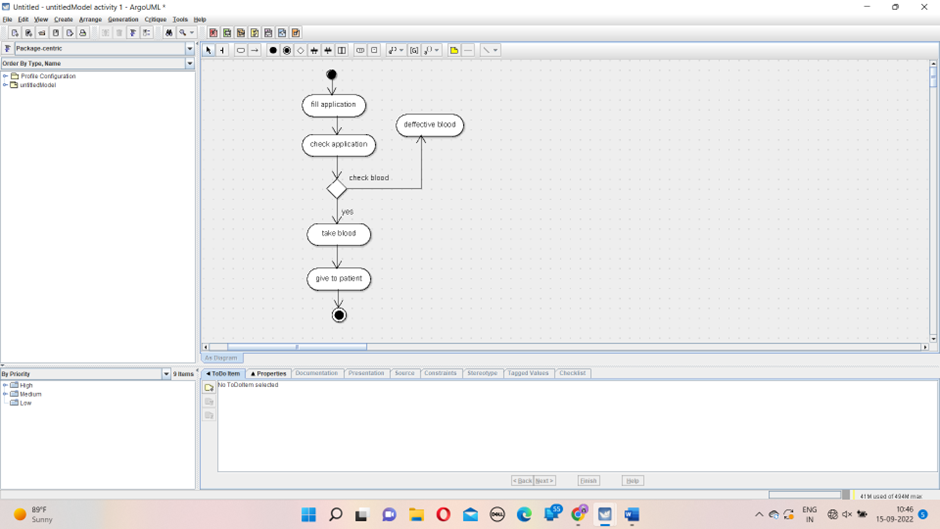 Untitled - untitledModel activity 1 - ArgoUML *
File Edit View Create Arrange Generation Critique Tools Help
Package-centric
Order By Type, Name
Profile Configuration
untitledModel
fill application
deffective blood
check application
check blood
yes
take blood
give to patient
As Diagram
By Priority
9 Items
High
Medium
Low
ToDo Item
Properties
Documentation
Presentation
Source
Constraints
Stereotype
Tagged Values
Checklist
No ToDoItem selected
< Back Next > Finish Help
41M used of 494M max
89°F
Sunny
DELL
55
ENG
IN
10:46
15-09-2022
5